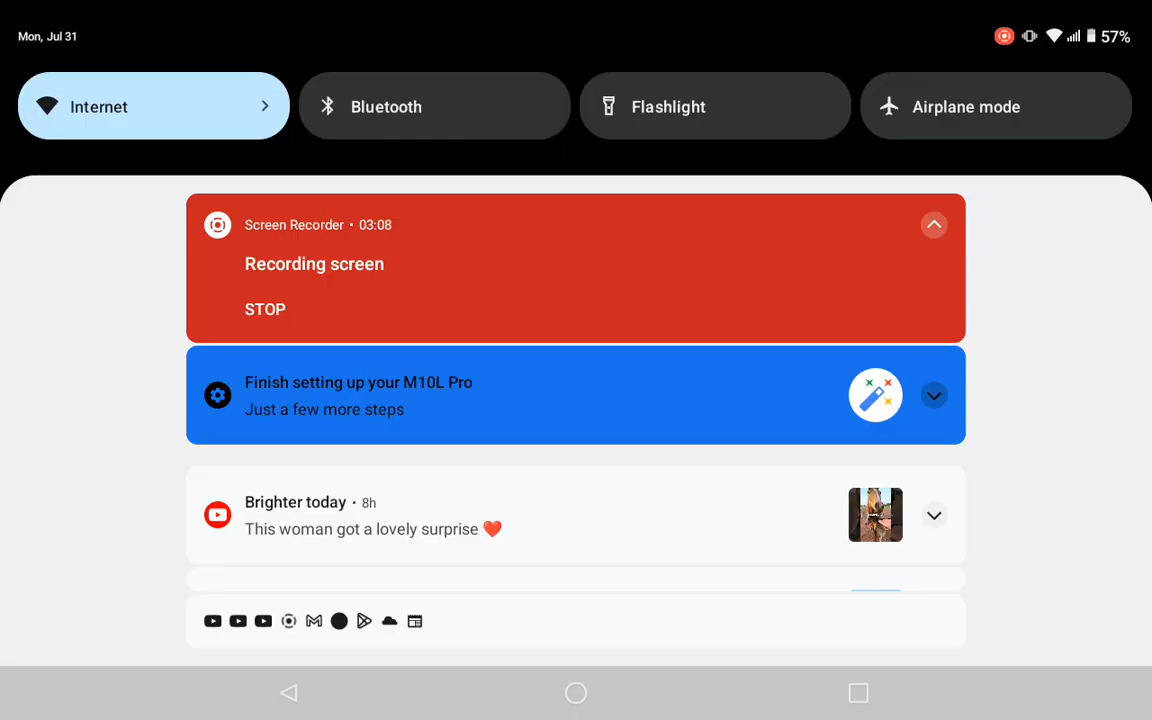 Mon, Jul 31
57%
Internet
Bluetooth
Flashlight
Airplane mode
Screen Recorder • 03:08
Recording screen
STOP
Finish setting up your M10L Pro
Just a few more steps
Brighter today • 8h
This woman got a lovely surprise ❤️